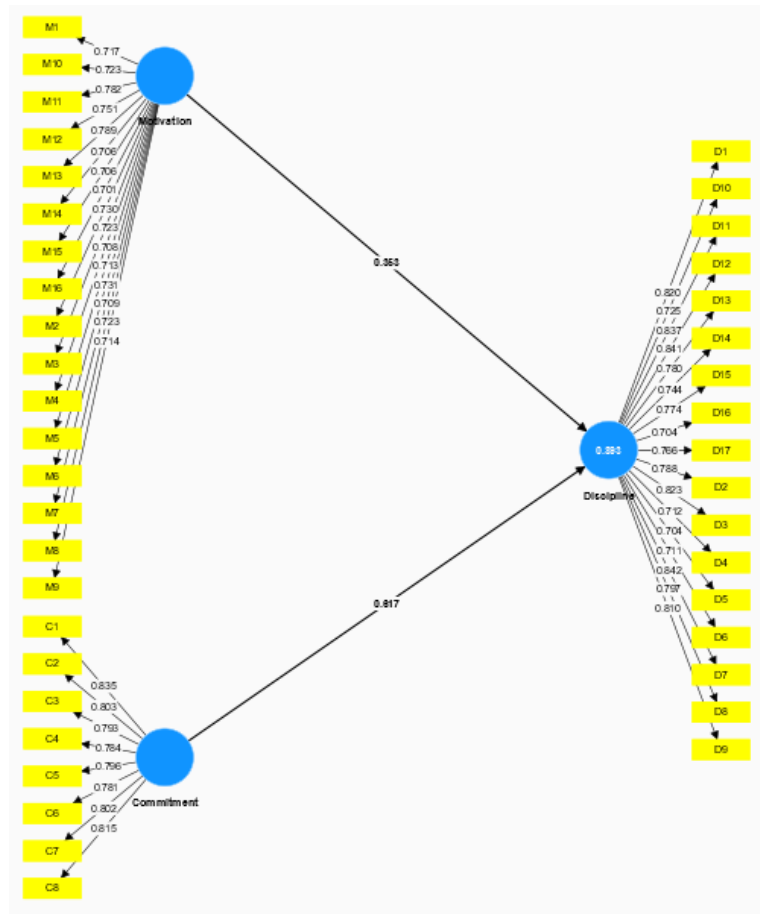 M1
M10
M11
M12
M13
M14
M15
M16
M2
M3
M4
M5
M6
M7
M8
M9
0.717
0.723
0.782
0.751
0.789
0.706
0.706
0.701
0.730
0.723
0.708
0.713
0.731
0.709
0.723
0.714
Motivation
0.353
C1
C2
C3
C4
C5
C6
C7
C8
0.835
0.803
0.793
0.784
0.796
0.781
0.802
0.815
Commitment
0.617
0.893
Discipline
0.820
0.725
0.837
0.841
0.780
0.744
0.774
0.704
0.766
0.788
0.823
0.712
0.704
0.711
0.842
0.797
0.810
D1
D10
D11
D12
D13
D14
D15
D16
D17
D2
D3
D4
D5
D6
D7
D8
D9